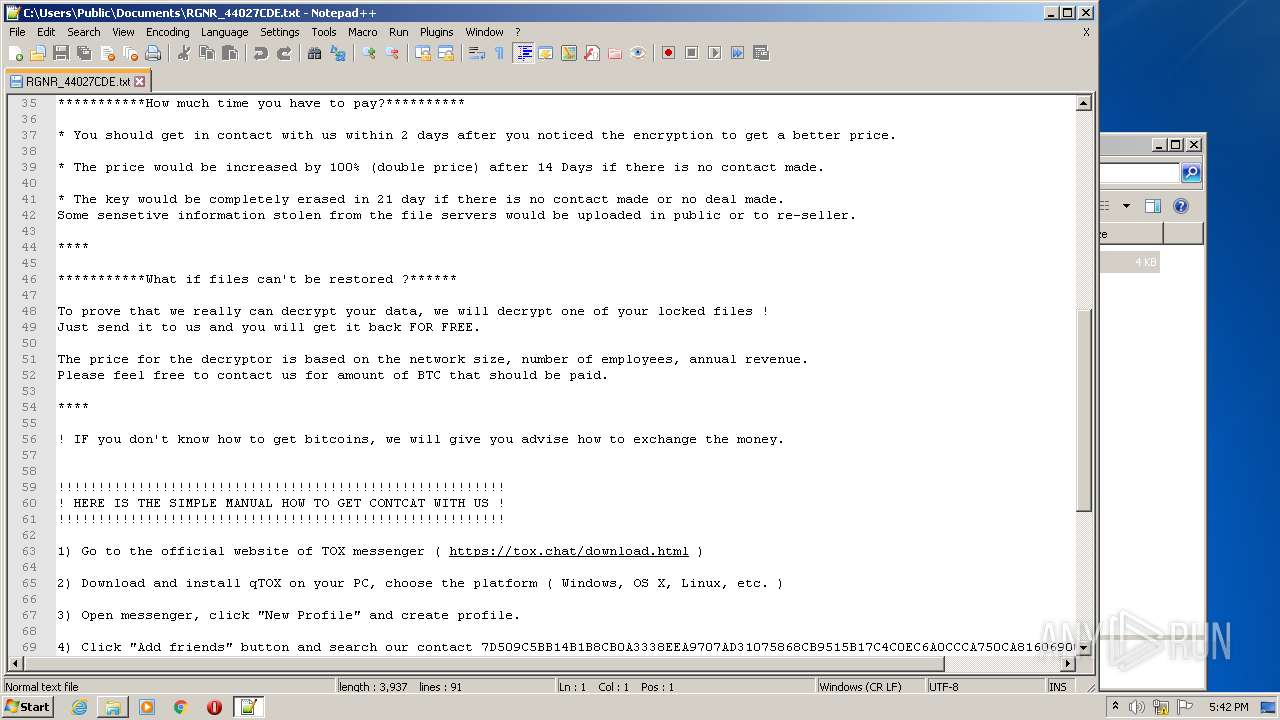 C:\Users\Public\Documents\RGNR_44027CDE.txt - Notepad++
File Edit Search View Encoding Language Settings Tools Macro Run Plugins Window ? X
RGNR_44027CDE.txt
35 ***********How much time you have to pay?**********
36
37 * You should get in contact with us within 2 days after you noticed the encryption to get a better price.
38
39 * The price would be increased by 100% (double price) after 14 Days if there is no contact made.
40
41 * The key would be completely erased in 21 day if there is no contact made or no deal made.
42 Some sensetive information stolen from the file servers would be uploaded in public or to re-seller.
43
44 ****
45
46 ***********What if files can't be restored ?******
47
48 To prove that we really can decrypt your data, we will decrypt one of your locked files !
49 Just send it to us and you will get it back FOR FREE.
50
51 The price for the decryptor is based on the network size, number of employees, annual revenue.
52 Please feel free to contact us for amount of BTC that should be paid.
53
54 ****
55
56 ! IF you don't know how to get bitcoins, we will give you advise how to exchange the money.
57
58
59 !!!!!!!!!!!!!!!!!!!!!!!!!!!!!!!!!!!!!!!!!!!!!!!!!!!!!!!!
60 ! HERE IS THE SIMPLE MANUAL HOW TO GET CONTCAT WITH US !
61 !!!!!!!!!!!!!!!!!!!!!!!!!!!!!!!!!!!!!!!!!!!!!!!!!!!!!!!!
62
63 1) Go to the official website of TOX messenger ( https://tox.chat/download.html )
64
65 2) Download and install qTOX on your PC, choose the platform ( Windows, OS X, Linux, etc. )
66
67 3) Open messenger, click "New Profile" and create profile.
68
69 4) Click "Add friends" button and search our contact
ze
4 KB
ANY RUN
Normal text file length : 3,937 lines : 91 Ln : 1 Col : 1 Pos : 1 Windows (CR LF) UTF-8 INS
Start 5:42 PM